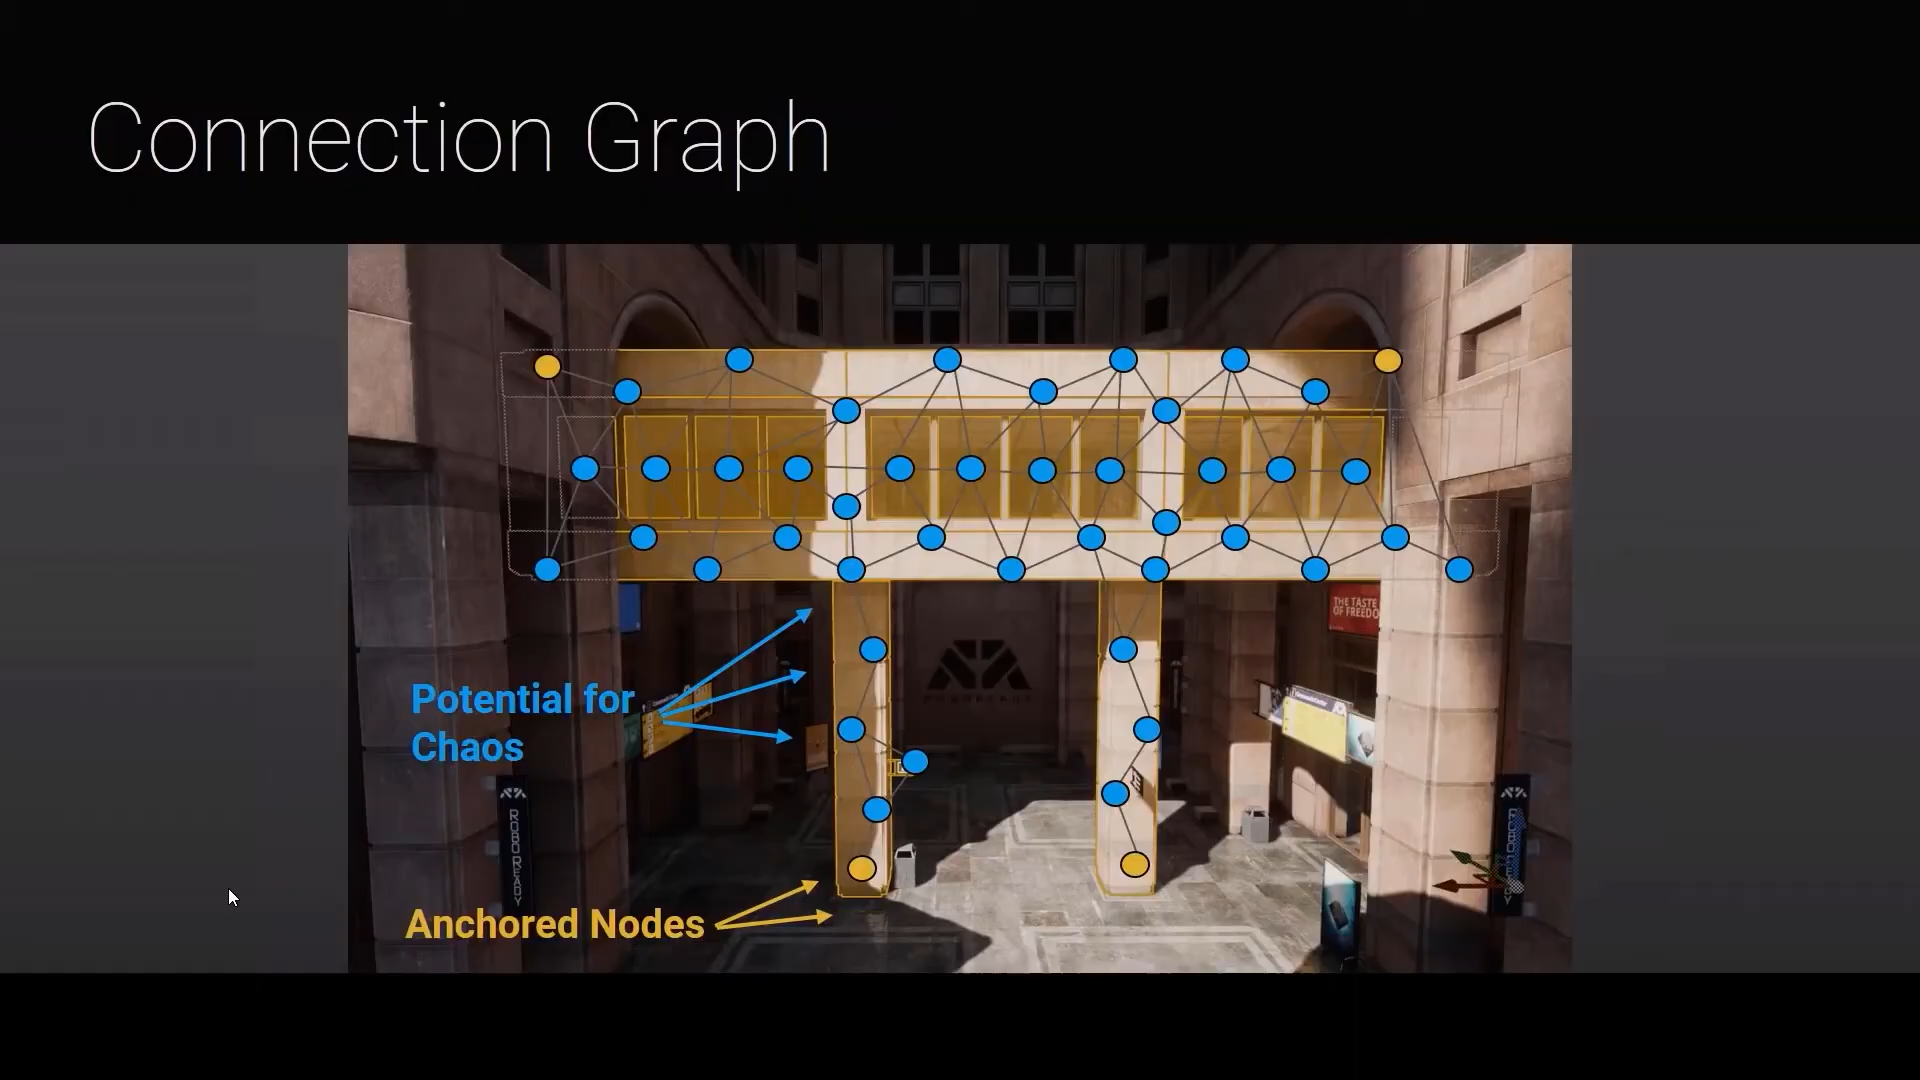 Connection Graph
THE TASTE
OF FREEDO
Potential for
Chaos
ROBO READY
Anchored Nodes